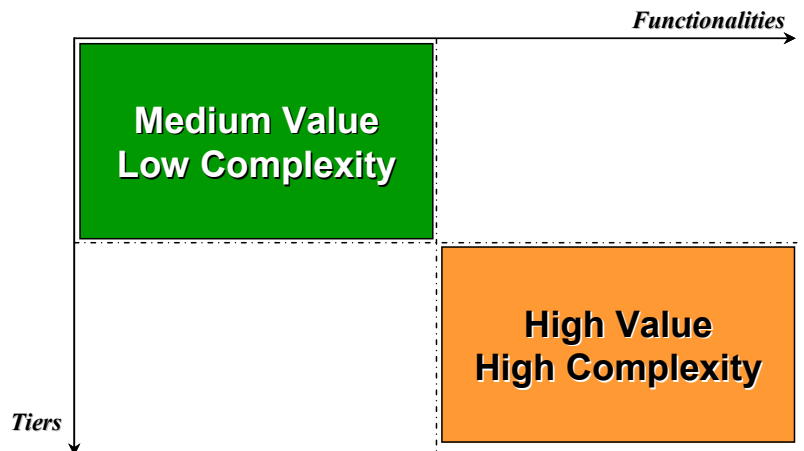 Functionalities
Medium Value
Low Complexity
High Value
High Complexity
Tiers